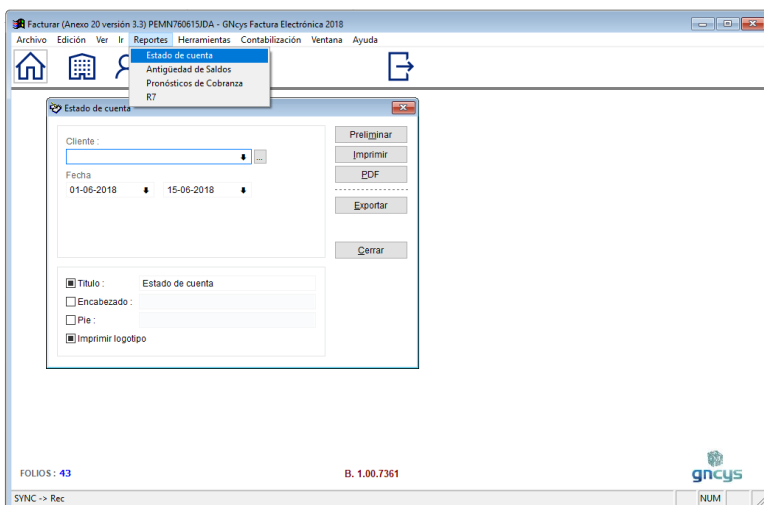 Facturar (Anexo 20 versión 3.3) PEMN760615JDA - GNcys Factura Electrónica 2018
Archivo Edición Ver Ir Reportes Herramientas Contabilización Ventana Ayuda
Estado de cuenta
Antigüedad de Saldos
Pronósticos de Cobranza
R7
Estado de cuenta
Cliente :
...
Fecha
01-06-2018 15-06-2018
Preliminar
Imprimir
PDF
Exportar
Cerrar
Titulo : Estado de cuenta
Encabezado :
Pie :
Imprimir logotipo
FOLIOS : 43 B. 1.00.7361 gncys
SYNC -> Rec NUM